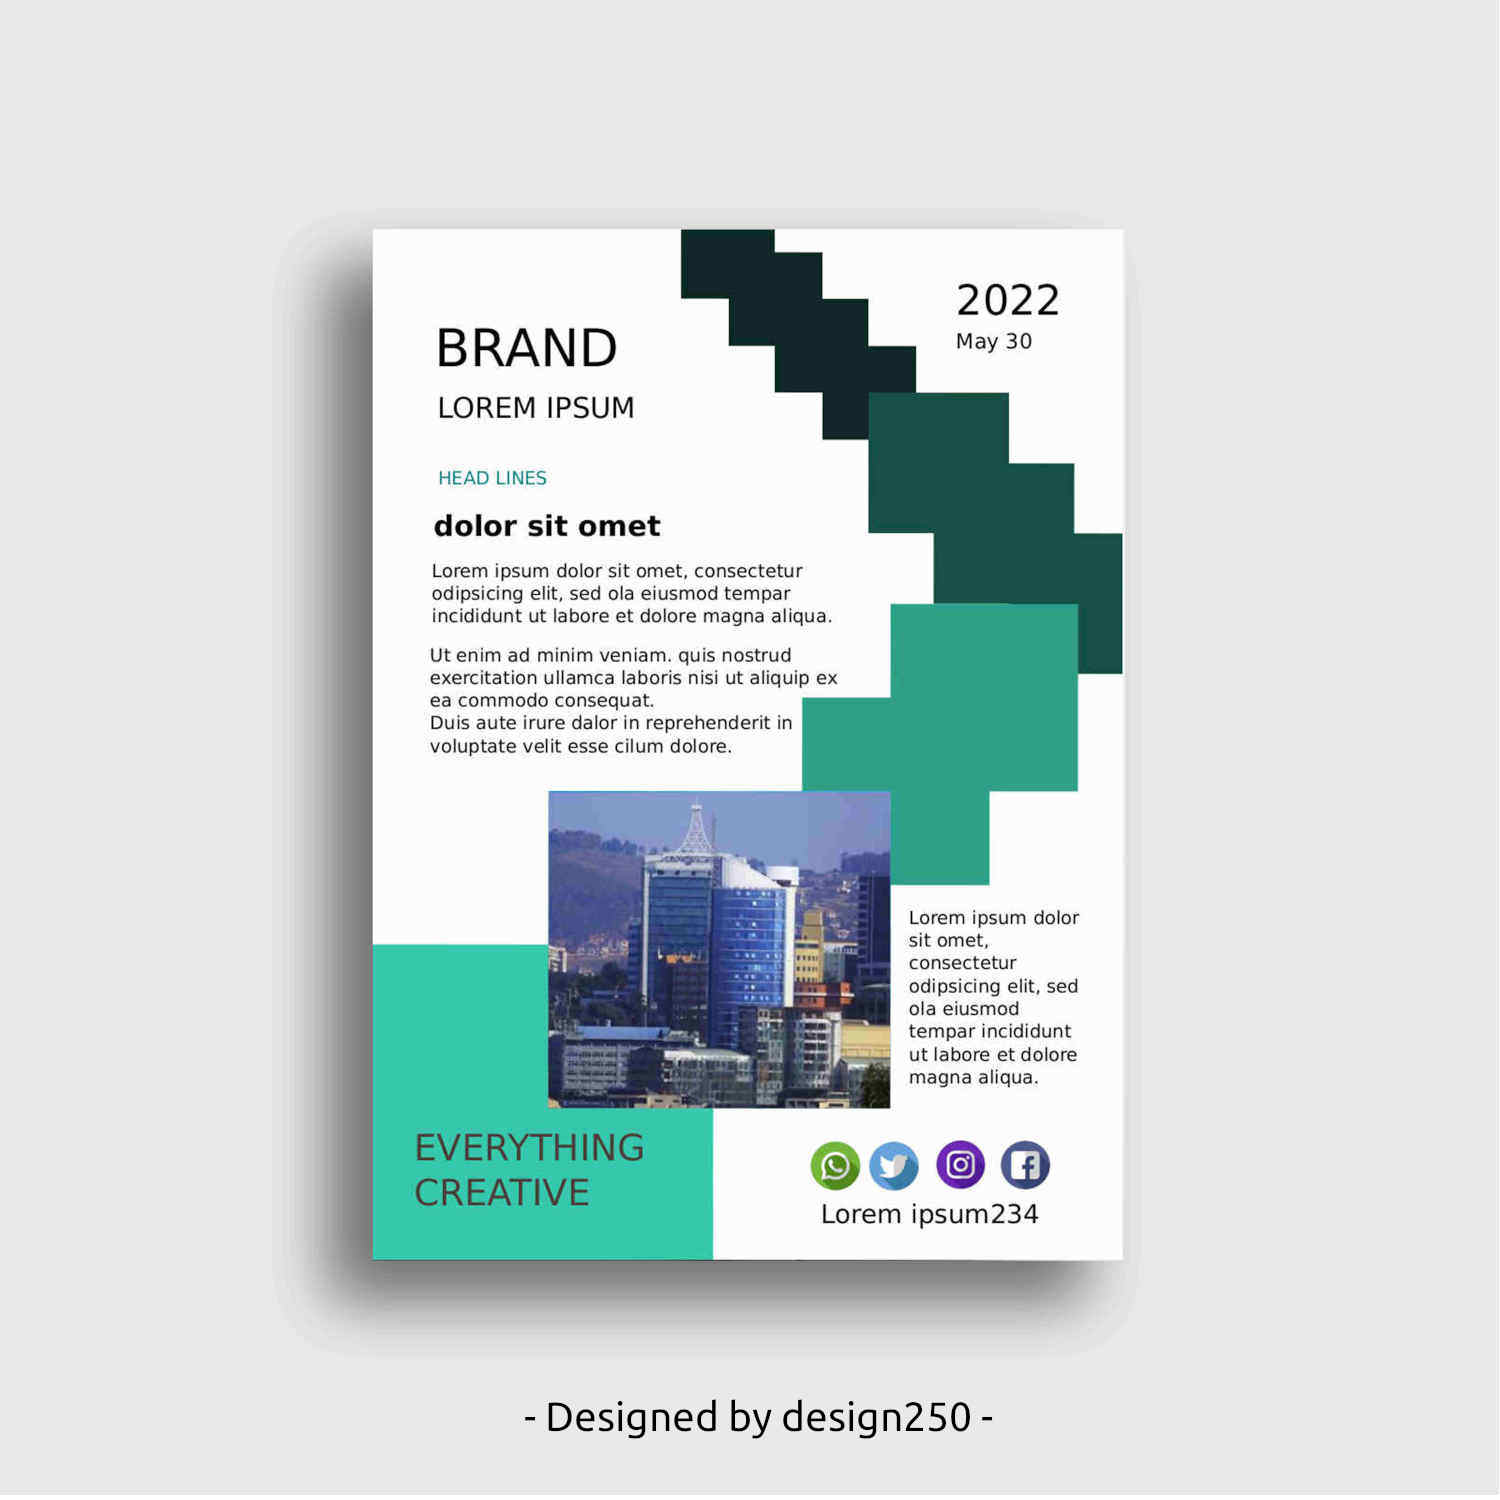 2022
May 30
BRAND
LOREM IPSUM
HEAD LINES
dolor sit omet
Lorem ipsum dolor sit omet, consectetur
odipsicing elit, sed ola eiusmod tempar
incididunt ut labore et dolore magna aliqua.
Ut enim ad minim veniam. quis nostrud
exercitation ullamca laboris nisi ut aliquip ex
ea commodo consequat.
Duis aute irure dalor in reprehenderit in
voluptate velit esse cilum dolore.
Lorem ipsum dolor
sit omet,
consectetur
odipsicing elit, sed
ola eiusmod
tempar incididunt
ut labore et dolore
magna aliqua.
EVERYTHING
CREATIVE
Lorem ipsum234
- Designed by design250 -